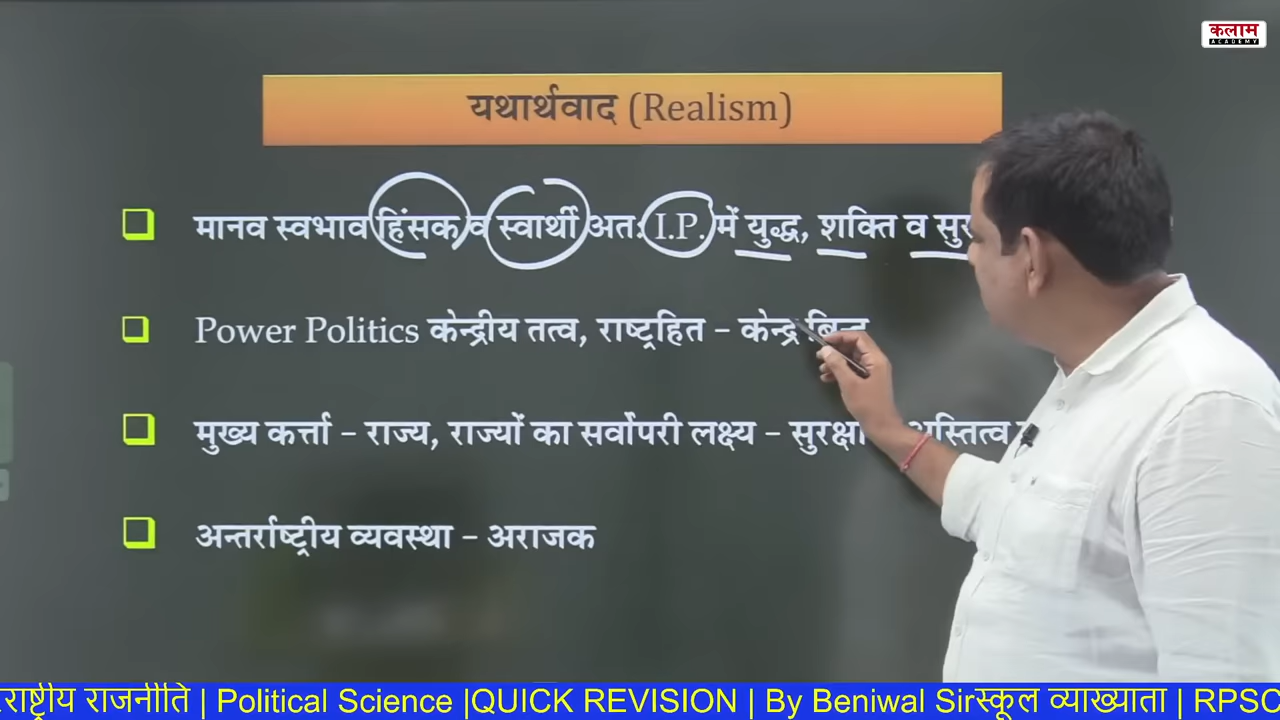 कलाम
ACADEMY
यथार्थवाद (Realism)
मानव स्वभाव हिंसक व स्वार्थी अतः I.P. में युद्ध, शक्ति व
Power Politics केन्द्रीय तत्व, राष्ट्रहित – केन्द्र
मुख्य कर्त्ता – राज्य, राज्यों का सर्वोपरी लक्ष्य – सुरक्षा अस्तित्व
अन्तर्राष्ट्रीय व्यवस्था – अराजक
राष्ट्रीय राजनीति | Political Science |QUICK REVISION | By Beniwal Sirस्कूल व्याख्याता | RPSC